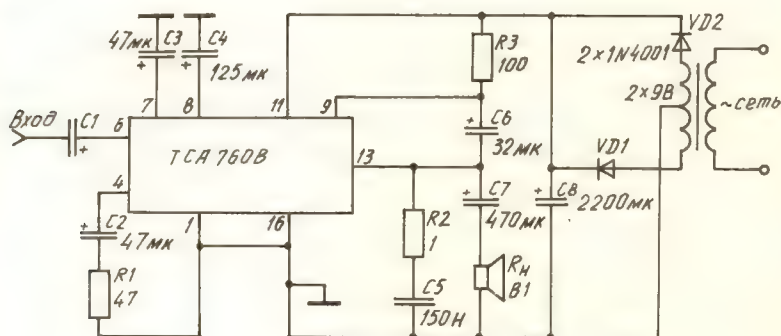 47мк
C3
C4
125мк
7
8
11
9
R3
100
VD2
2×1N4001
2×9В
~сеть
Вход
C1
6
TCA760B
13
C6
32мк
VD1
4
C2
47мк
1
16
R2
1
C7
470мк
C8
2200мк
R1
47
C5
150Н
Rн
B1